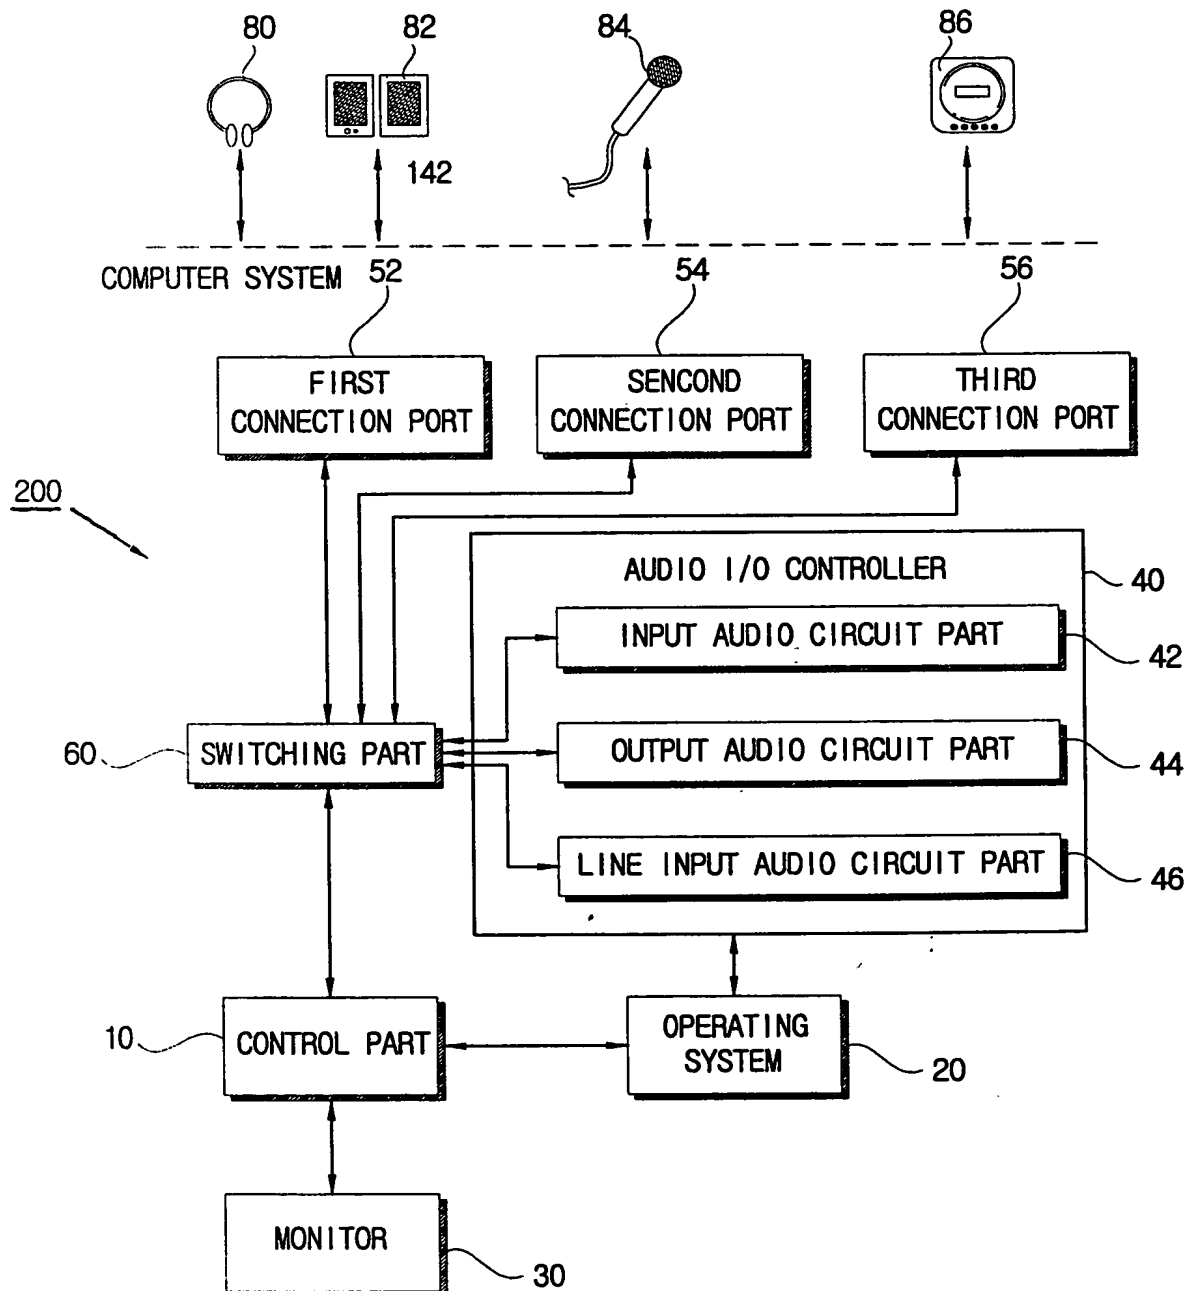 80
82
84
86
142
COMPUTER SYSTEM
52
54
56
FIRST
CONNECTION PORT
SENCOND
CONNECTION PORT
THIRD
CONNECTION PORT
200
AUDIO I/O CONTROLLER
40
INPUT AUDIO CIRCUIT PART
42
SWITCHING PART
60
OUTPUT AUDIO CIRCUIT PART
44
LINE INPUT AUDIO CIRCUIT PART
46
10
CONTROL PART
OPERATING
SYSTEM
20
MONITOR
30